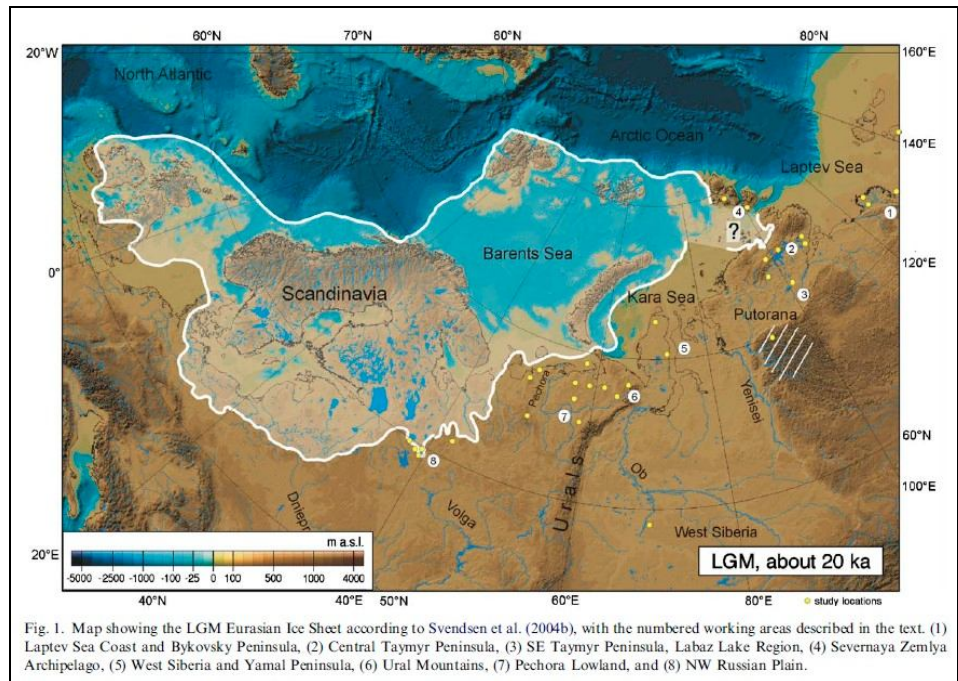 60°N 70°N 80°N 80°N
20°W 160°E
North Atlantic
Arctic Ocean
Laptev Sea
140°E
1
4
?
2
Barents Sea
120°E
0°
Scandinavia
3
Kara Sea
Putorana
5
Pechora
Yenisei
6
7
60°N
8
Ob
100°E
Dniepr
Volga
Urals
West Siberia
m a.s.l.
20°E
-5000 -2500 -100 -25 0 100 500 1000 4000
LGM, about 20 ka
40°N 40°E 50°N 60°E 80°E
study locations
Fig. 1. Map showing the LGM Eurasian Ice Sheet according to Svendsen et al. (2004b), with the numbered working areas described in the text. (1)
Laptev Sea Coast and Bykovsky Peninsula, (2) Central Taymyr Peninsula, (3) SE Taymyr Peninsula, Labaz Lake Region, (4) Severnaya Zemlya
Archipelago, (5) West Siberia and Yamal Peninsula, (6) Ural Mountains, (7) Pechora Lowland, and (8) NW Russian Plain.